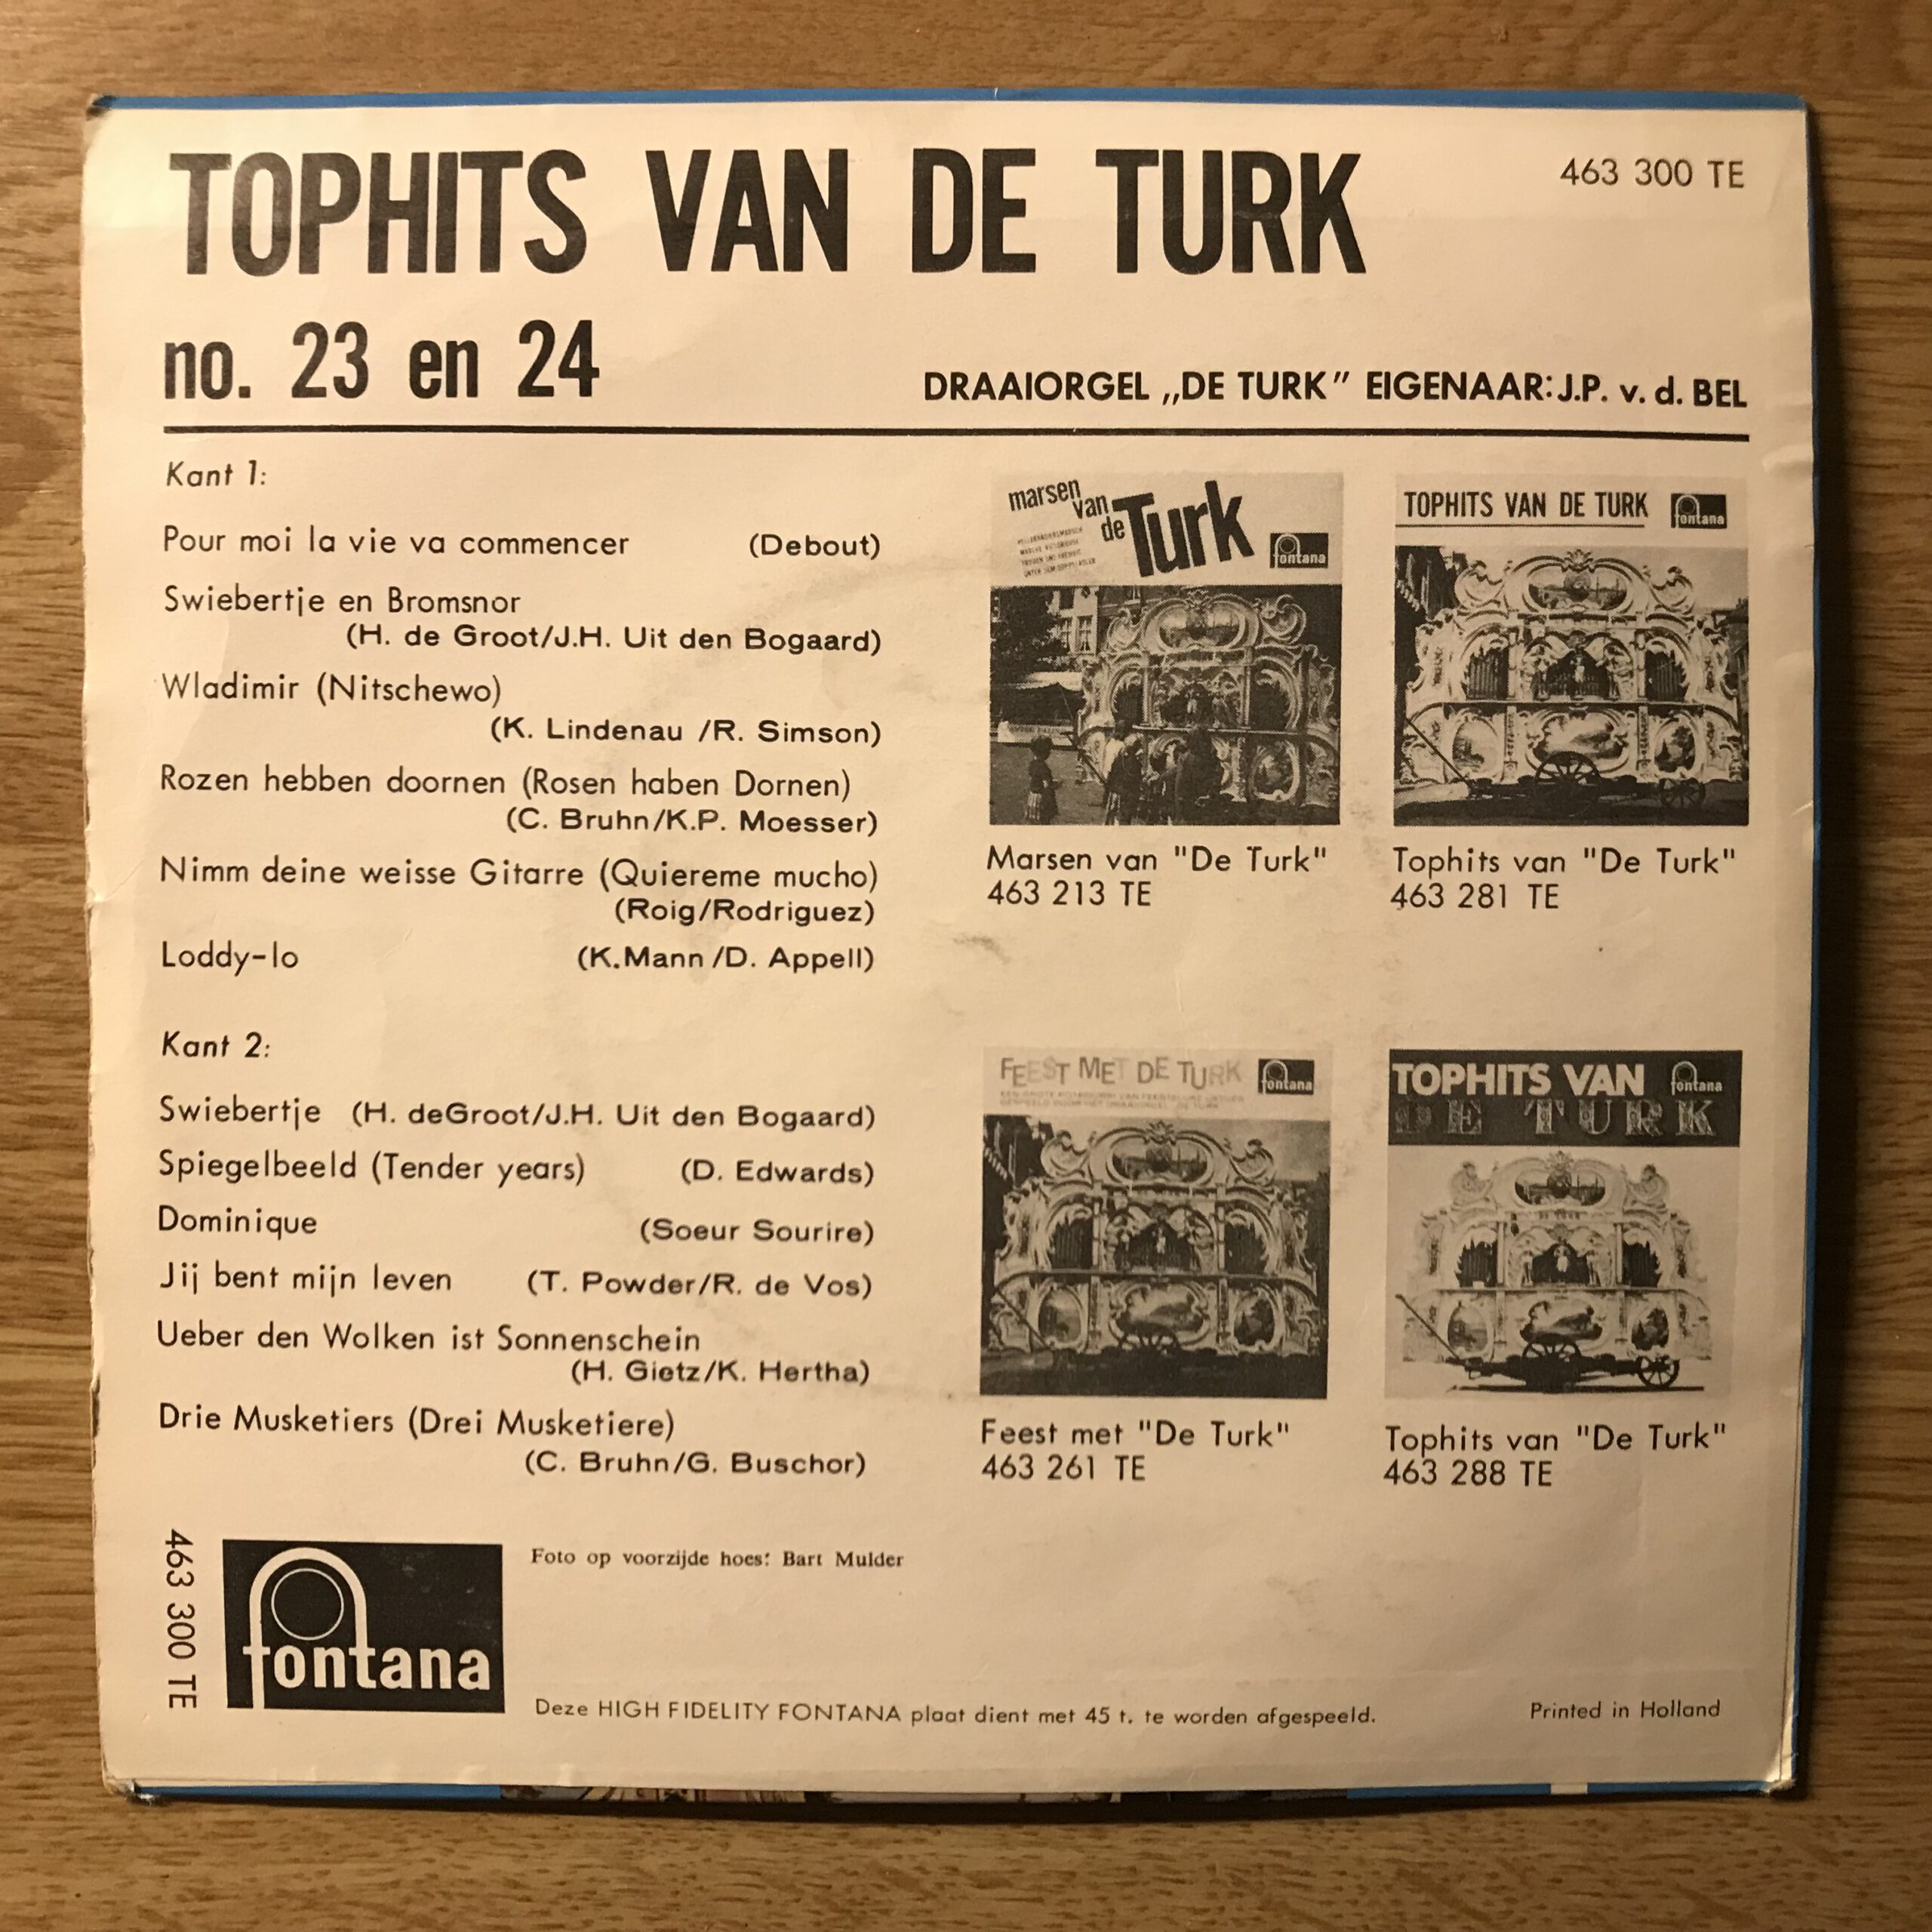 TOPHITS VAN DE TURK
463 300 TE
no. 23 en 24
DRAAIORGEL „DE TURK” EIGENAAR: J.P. v. d. BEL
Kant 1:
Pour moi la vie va commencer (Debout)
Swiebertje en Bromsnor
(H. de Groot/J.H. Uit den Bogaard)
Wladimir (Nitschewo)
(K. Lindenau /R. Simson)
Rozen hebben doornen (Rosen haben Dornen)
(C. Bruhn/K.P. Moesser)
Nimm deine weisse Gitarre (Quiereme mucho)
(Roig/Rodriguez)
Loddy-lo (K.Mann /D. Appell)
Kant 2:
Swiebertje (H. deGroot/J.H. Uit den Bogaard)
Spiegelbeeld (Tender years) (D. Edwards)
Dominique (Soeur Sourire)
Jij bent mijn leven (T. Powder/R. de Vos)
Ueber den Wolken ist Sonnenschein
(H. Gietz/K. Hertha)
Drie Musketiers (Drei Musketiere)
(C. Bruhn/G. Buschor)
marsen
van
de Turk
fontana
Marsen van "De Turk"
463 213 TE
TOPHITS VAN DE TURK
fontana
Tophits van "De Turk"
463 281 TE
FEEST MET DE TURK
fontana
Feest met "De Turk"
463 261 TE
TOPHITS VAN
fontana
DE TURK
Tophits van "De Turk"
463 288 TE
463 300 TE
fontana
Foto op voorzijde hoes: Bart Mulder
Deze HIGH FIDELITY FONTANA plaat dient met 45 t. te worden afgespeeld.
Printed in Holland